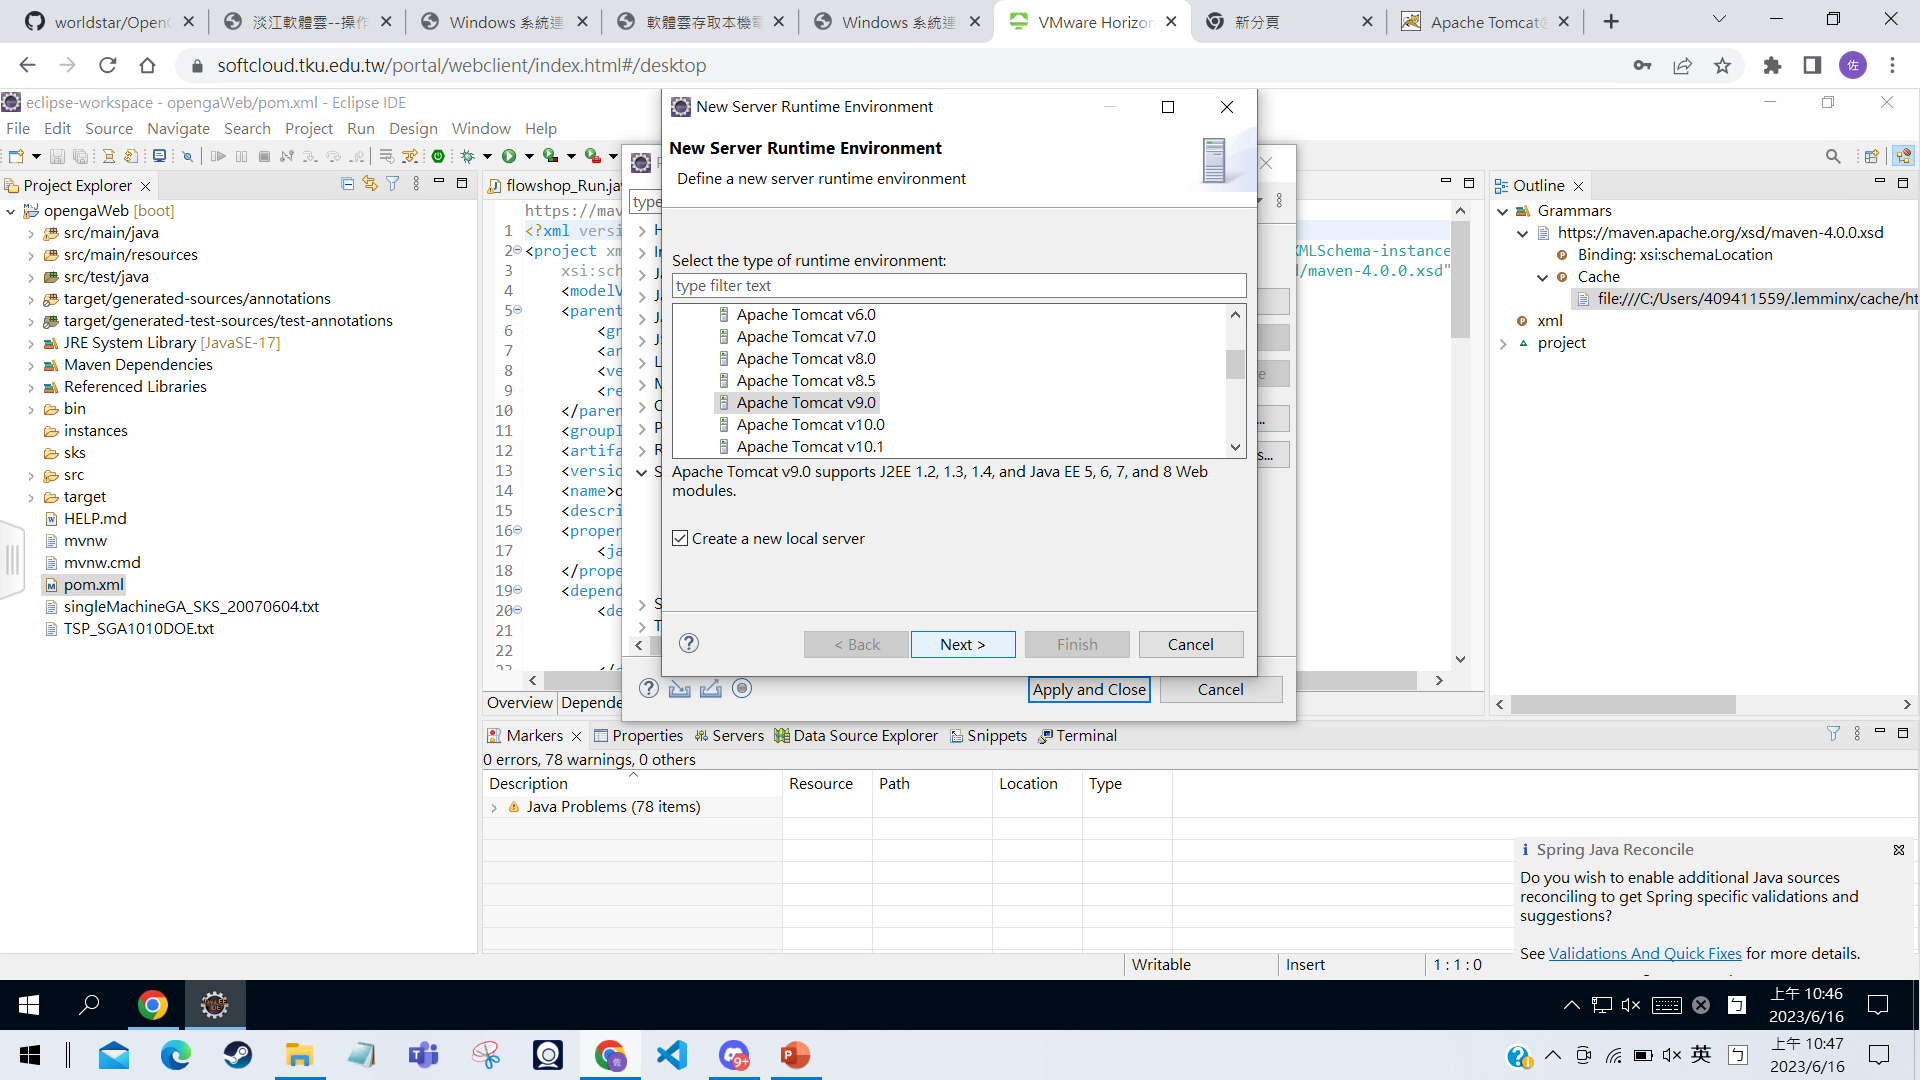 worldstar/Open
淡江軟體雲--操作
Windows 系統連
軟體雲存取本機電
Windows 系統連
VMware Horizon
新分頁
Apache Tomcat®
softcloud.tku.edu.tw/portal/webclient/index.html#/desktop
佐
eclipse-workspace - opengaWeb/pom.xml - Eclipse IDE
File Edit Source Navigate Search Project Run Design Window Help
Project Explorer
opengaWeb [boot]
src/main/java
src/main/resources
src/test/java
target/generated-sources/annotations
target/generated-test-sources/test-annotations
JRE System Library [JavaSE-17]
Maven Dependencies
Referenced Libraries
bin
instances
sks
src
target
HELP.md
mvnw
mvnw.cmd
pom.xml
singleMachineGA_SKS_20070604.txt
TSP_SGA1010DOE.txt
flowshop_Run.ja
https://mav
1 <?xml versi
2 <project xm
XMLSchema-instance
3 xsi:sch
d/maven-4.0.0.xsd"
4 <modelV
5 <parent
6 <gr
7 <ar
8 <ve
9 <re
10 </paren
11 <groupI
12 <artifa
13 <versio
14 <name>o
15 <descri
16 <proper
17 <ja
18 </prope
19 <depend
20 <de
21
22
Overview Depende
type
New Server Runtime Environment
New Server Runtime Environment
Define a new server runtime environment
Select the type of runtime environment:
type filter text
Apache Tomcat v6.0
Apache Tomcat v7.0
Apache Tomcat v8.0
Apache Tomcat v8.5
Apache Tomcat v9.0
Apache Tomcat v10.0
Apache Tomcat v10.1
Apache Tomcat v9.0 supports J2EE 1.2, 1.3, 1.4, and Java EE 5, 6, 7, and 8 Web
modules.
Create a new local server
< Back Next > Finish Cancel
Apply and Close Cancel
Outline
Grammars
https://maven.apache.org/xsd/maven-4.0.0.xsd
Binding: xsi:schemaLocation
Cache
file:///C:/Users/409411559/.lemminx/cache/ht
xml
project
Markers Properties Servers Data Source Explorer Snippets Terminal
0 errors, 78 warnings, 0 others
Description Resource Path Location Type
Java Problems (78 items)
Spring Java Reconcile
Do you wish to enable additional Java sources
reconciling to get Spring specific validations and
suggestions?
See Validations And Quick Fixes for more details.
Writable Insert 1 : 1 : 0
上午 10:46
2023/6/16
9+
英
上午 10:47
2023/6/16